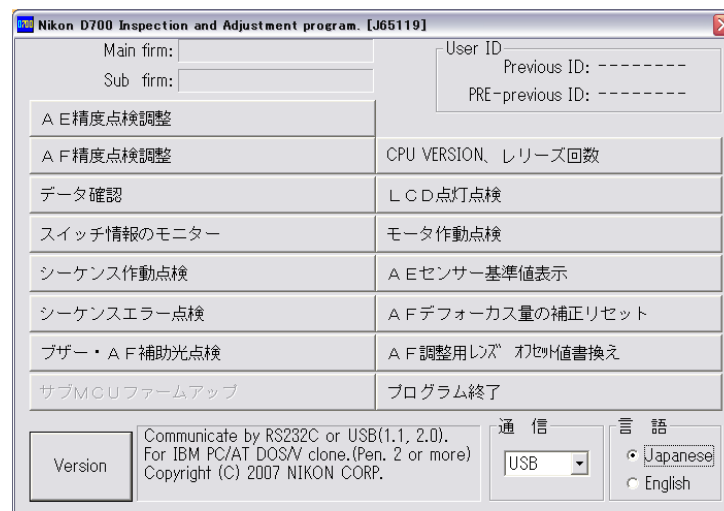 Nikon D700 Inspection and Adjustment program. [J65119]
Main firm:
Sub firm:
User ID
Previous ID: --------
PRE-previous ID: --------
ＡＥ精度点検調整
ＡＦ精度点検調整
CPU VERSION、レリーズ回数
データ確認
ＬＣＤ点灯点検
スイッチ情報のモニター
モータ作動点検
シーケンス作動点検
ＡＥセンサー基準値表示
シーケンスエラー点検
ＡＦデフォーカス量の補正リセット
ブザー・ＡＦ補助光点検
ＡＦ調整用ﾚﾝｽﾞ ｵﾌｾｯﾄ値書換え
サブＭＣＵファームアップ
プログラム終了
Version
Communicate by RS232C or USB(1.1, 2.0).
For IBM PC/AT DOS/V clone.(Pen. 2 or more)
Copyright (C) 2007 NIKON CORP.
通 信
USB
言 語
Japanese
English